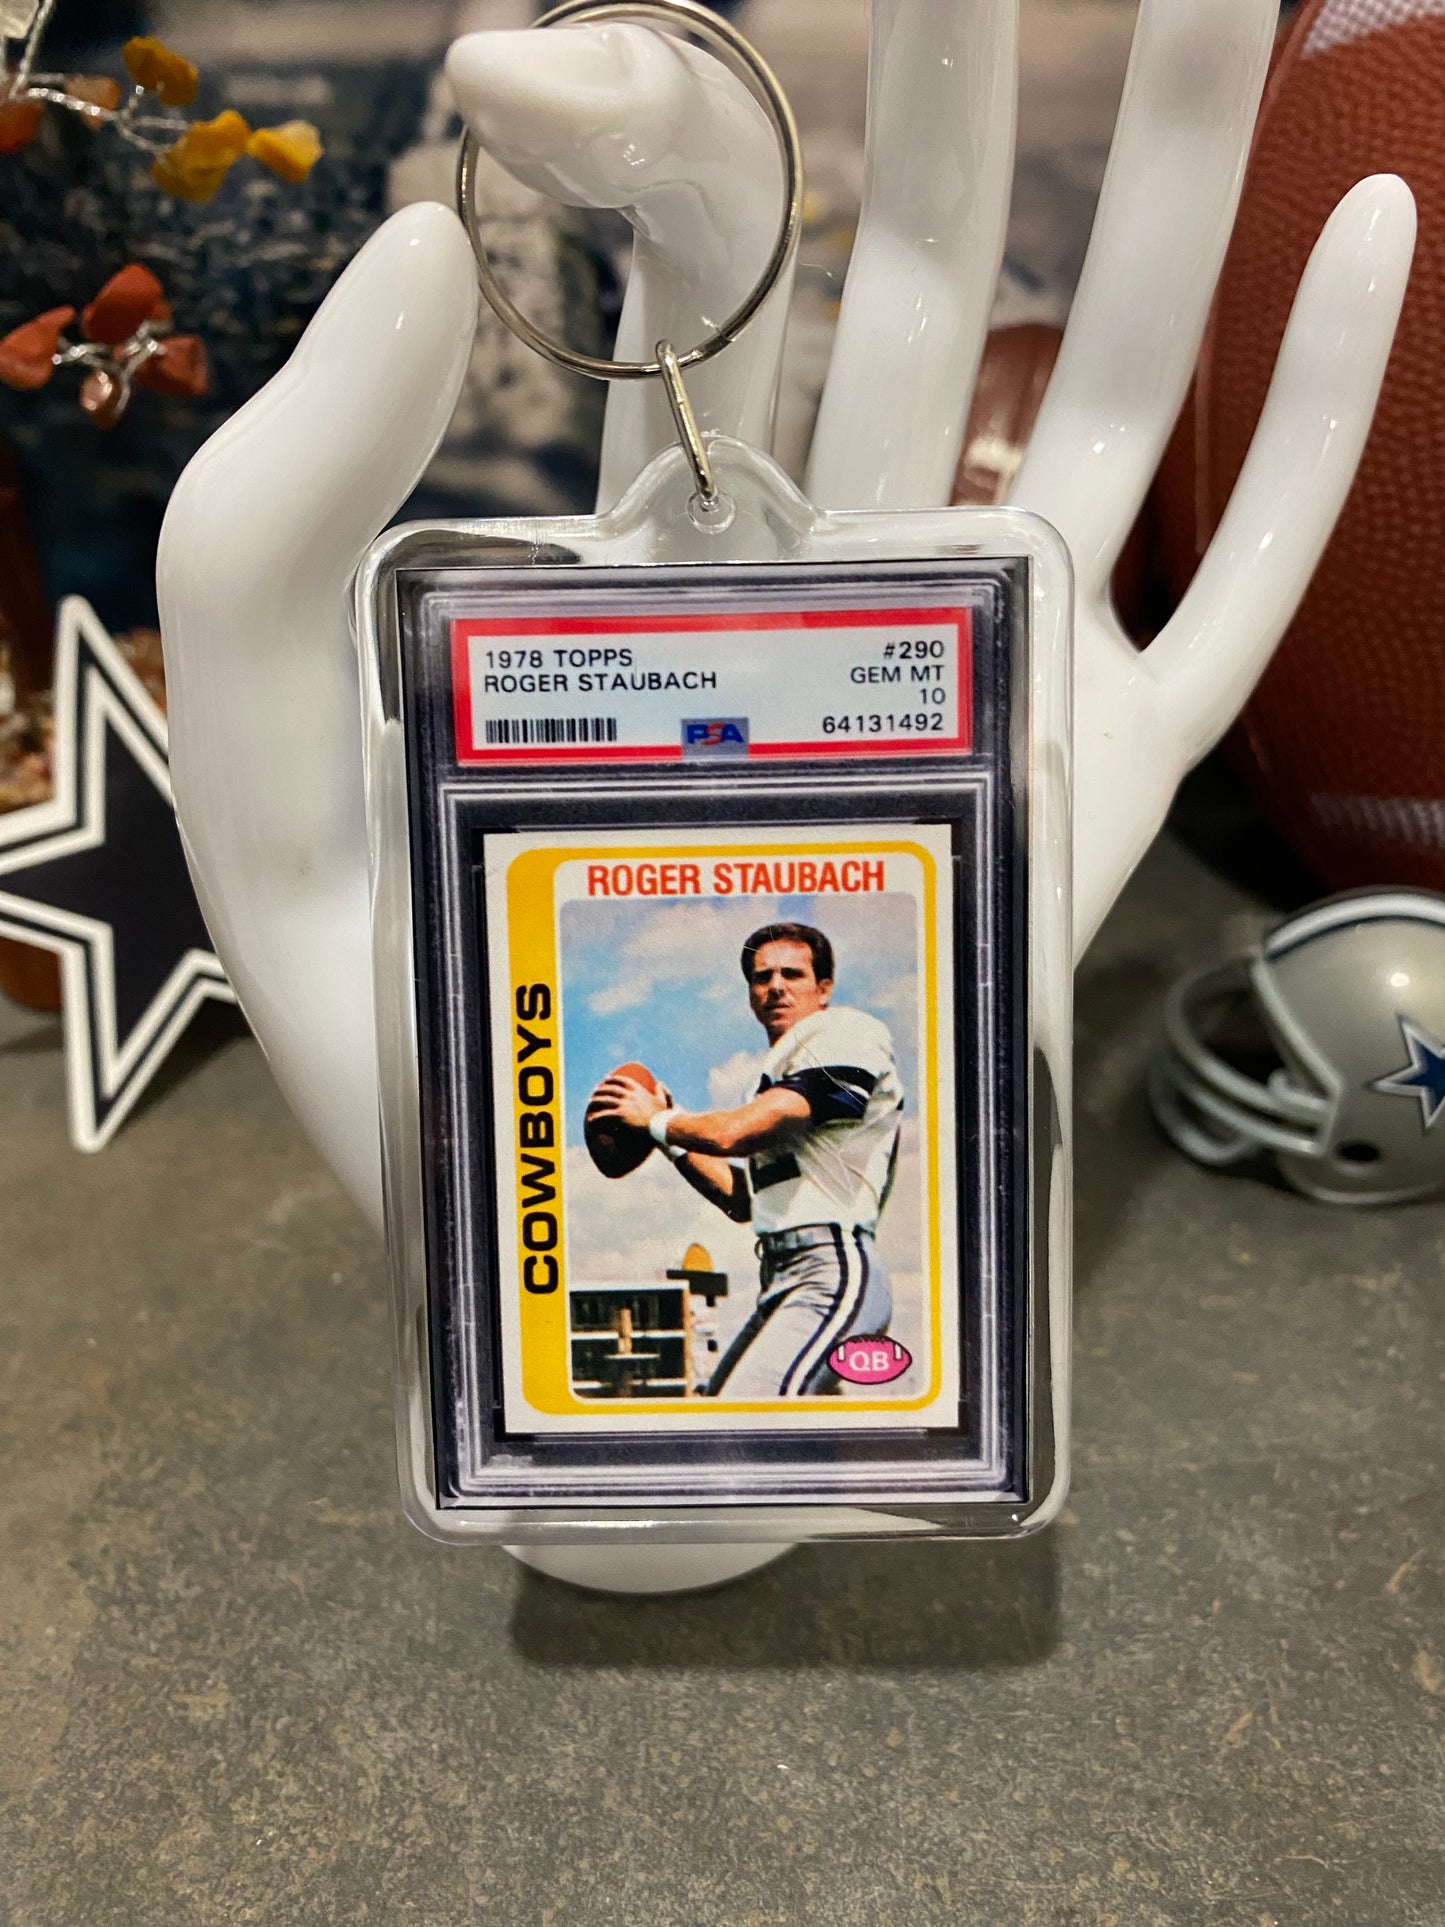 1978 TOPPS
#290
ROGER STAUBACH
GEM MT
10
PSA
64131492
ROGER STAUBACH
COWBOYS
QB